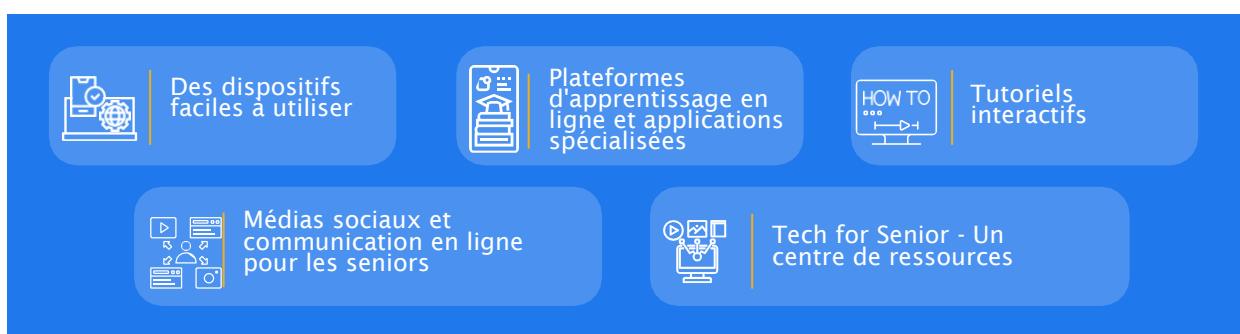 Des dispositifs
faciles à utiliser
Plateformes
d'apprentissage en
ligne et applications
spécialisées
HOW TO
Tutoriels
interactifs
Médias sociaux et
communication en ligne
pour les seniors
Tech for Senior - Un
centre de ressources